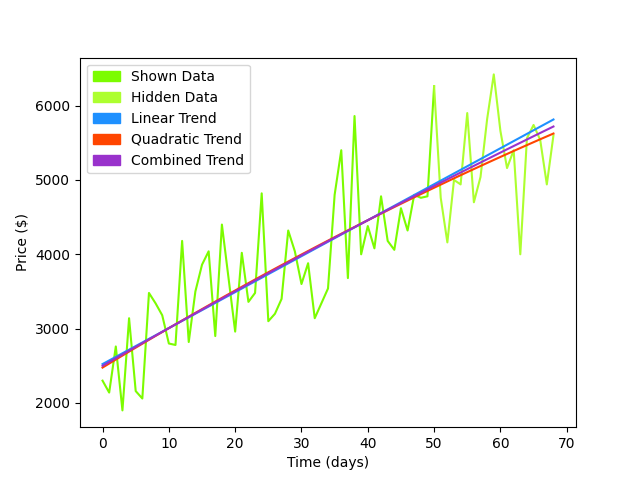 Shown Data
Hidden Data
Linear Trend
Quadratic Trend
Combined Trend
6000
5000
4000
3000
2000
Price ($)
0 10 20 30 40 50 60 70
Time (days)